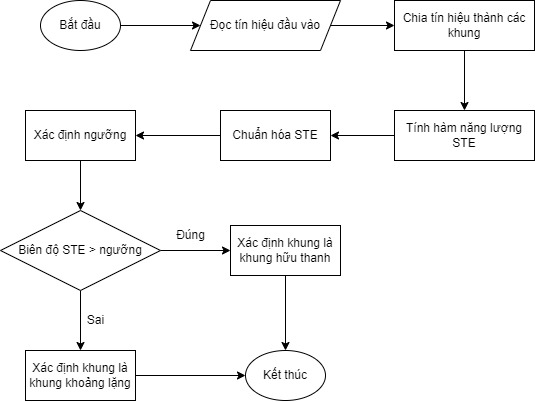 Bắt đầu
Đọc tín hiệu đầu vào
Chia tín hiệu thành các
khung
Tính hàm năng lượng
STE
Chuẩn hóa STE
Xác định ngưỡng
Biên độ STE > ngưỡng
Đúng
Xác định khung là
khung hữu thanh
Sai
Xác định khung là
khung khoảng lặng
Kết thúc